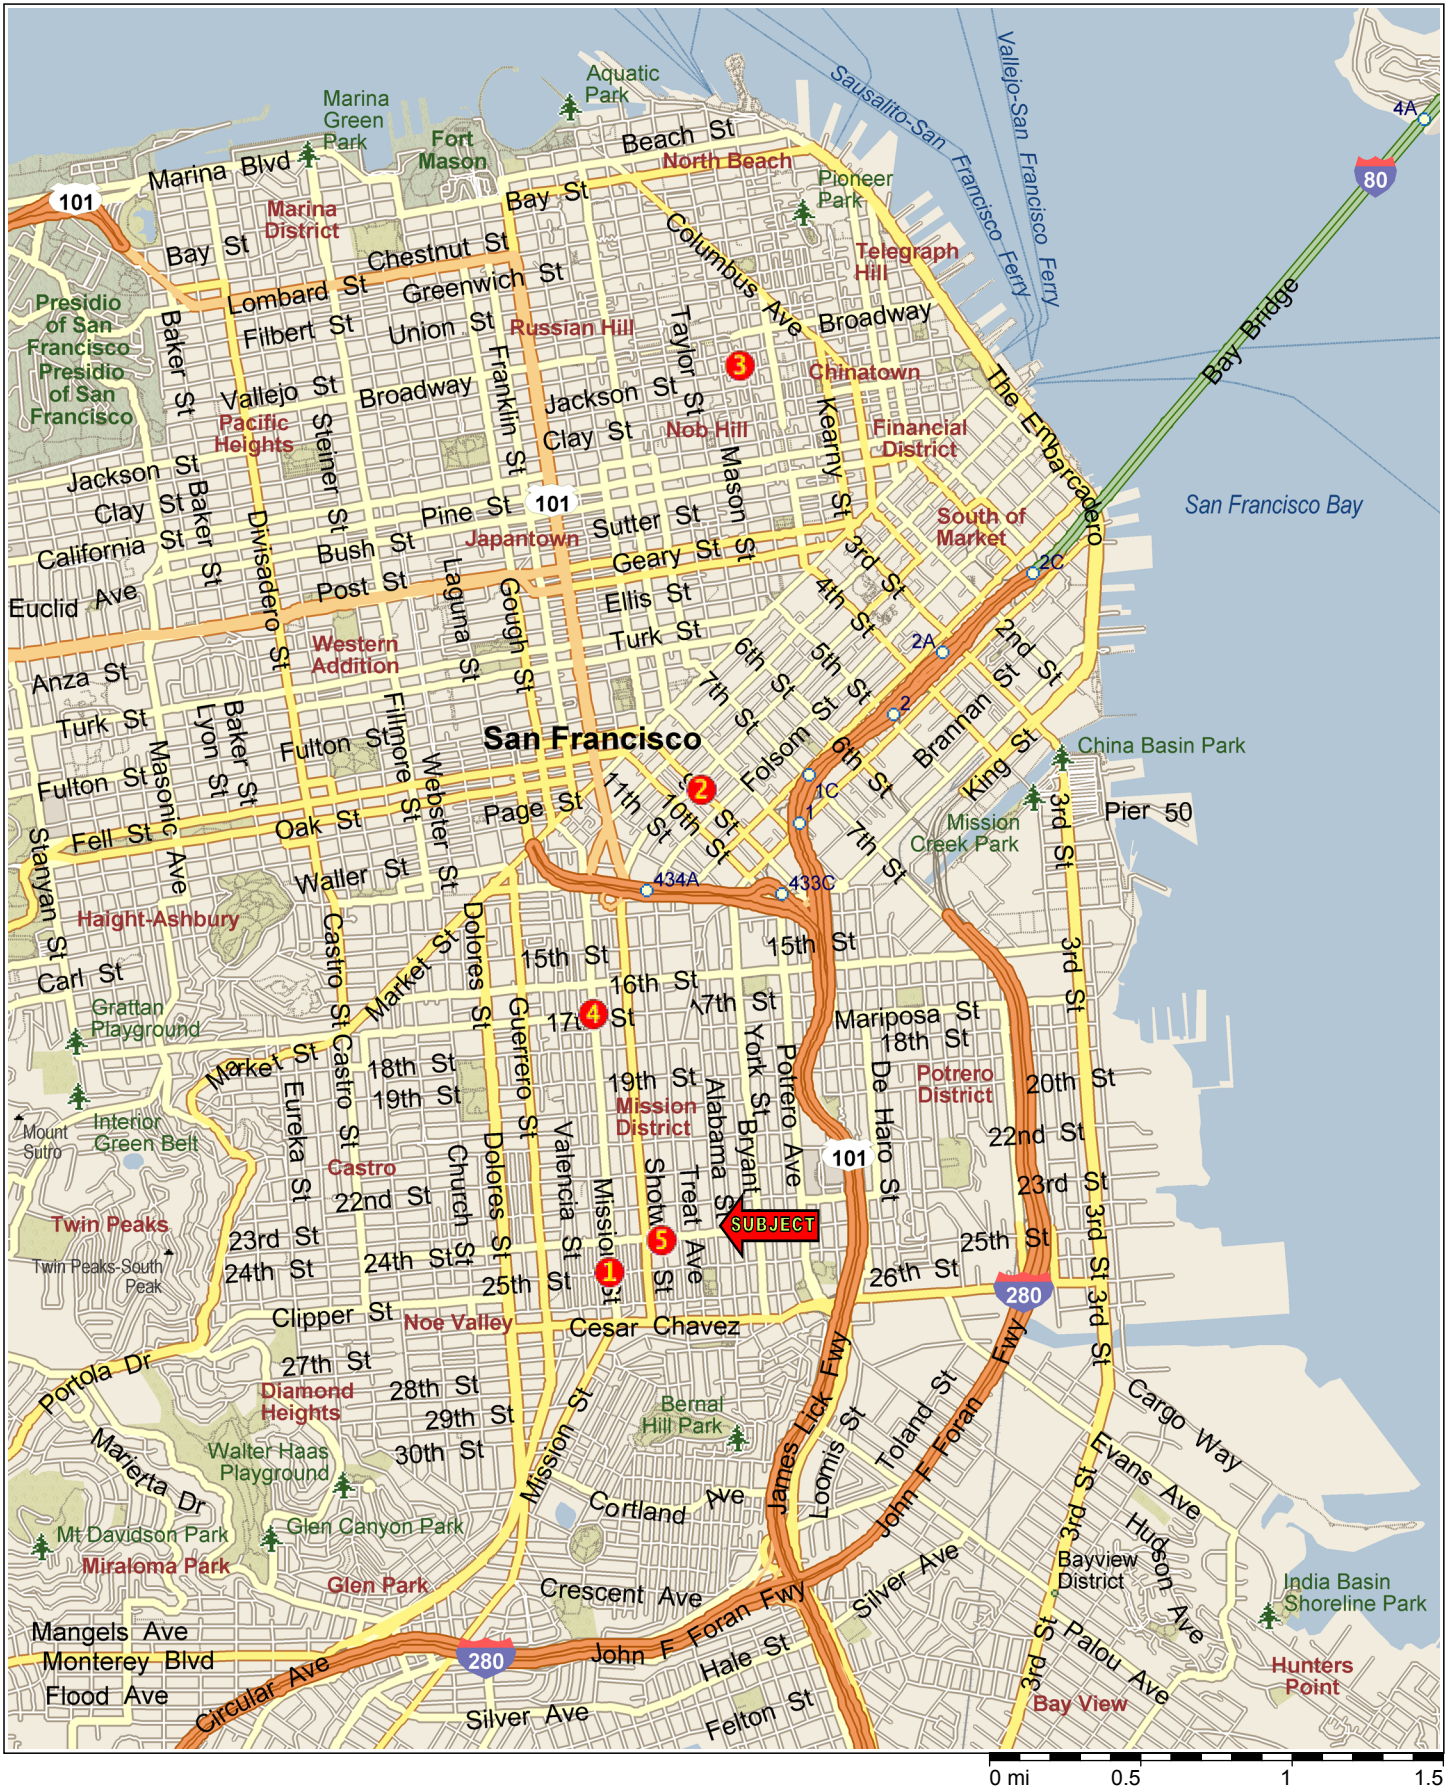 Aquatic
Park
Marina
Green
Park
Fort
Mason
Beach St
North Beach
Sausalito-San Francisco Ferry
Vallejo-San Francisco Ferry
4A
80
Marina Blvd
101
Bay St
Pioneer
Park
Marina
District
Bay St
Chestnut St
Columbus Ave
Telegraph
Hill
Lombard St
Greenwich St
Presidio
of San
Francisco
Presidio
of San
Francisco
Baker St
Filbert St
Union St
Russian Hill
Taylor St
Broadway
Bay Bridge
3
Chinatown
The Embarcadero
Vallejo St
Broadway
Franklin St
Jackson St
Pacific
Heights
Steiner St
Clay St
Nob Hill
Kearny St
Financial
District
Jackson St
Clay St
Baker St
California St
Divisadero St
Pine St
101
Mason St
San Francisco Bay
Bush St
Japantown
Sutter St
South of
Market
Geary St
3rd St
2C
Euclid Ave
Post St
Laguna St
Gough St
Ellis St
4th St
Turk St
2A
2nd St
Western
Addition
6th St
5th St
Anza St
7th St
2
Turk St
Lyon St
Baker St
Fillmore St
Fulton St
San Francisco
Folsom St
6th St
Brannan St
King St
China Basin Park
Masonic Ave
Webster St
Fulton St
11th St
2
10th St
1C
1
Mission
Creek Park
3rd St
Pier 50
Page St
Fell St
Oak St
7th St
Stanyan St
Waller St
434A
433C
Haight-Ashbury
Castro St
Market St
Dolores St
15th St
15th St
3rd St
Carl St
16th St
17th St
Grattan
Playground
4
St
Guerrero St
Mariposa St
18th St
York St
Potrero Ave
De Haro St
Market St
Castro St
18th St
19th St
19th St
Mission
District
Alabama St
Bryant
Potrero
District
20th St
Interior
Green Belt
Mount
Sutro
Eureka St
22nd St
101
Castro
Church St
Dolores St
Valencia St
Mission St
Treat Ave
23rd St
22nd St
Twin Peaks
SUBJECT
3rd St
23rd St
5
25th St
Twin Peaks-South
Peak
24th St
24th St
25th St
1
26th St
280
3rd St
Clipper St
Noe Valley
Cesar Chavez
27th St
James Lick Fwy
Portola Dr
Diamond
Heights
28th St
29th St
30th St
Mission St
Bernal
Hill Park
Loomis St
Toland St
John F Foran Fwy
Cargo Way
Evans Ave
Marietta Dr
Walter Haas
Playground
Cortland Ave
3rd St
Hudson Ave
Mt Davidson Park
Glen Canyon Park
Miraloma Park
Glen Park
Crescent Ave
Silver Ave
Bayview
District
India Basin
Shoreline Park
Mangels Ave
Monterey Blvd
Flood Ave
Circular Ave
280
John F Foran Fwy
Hale St
3rd St
Palou Ave
Hunters
Point
Silver Ave
Felton St
Bay View
0 mi 0.5 1 1.5